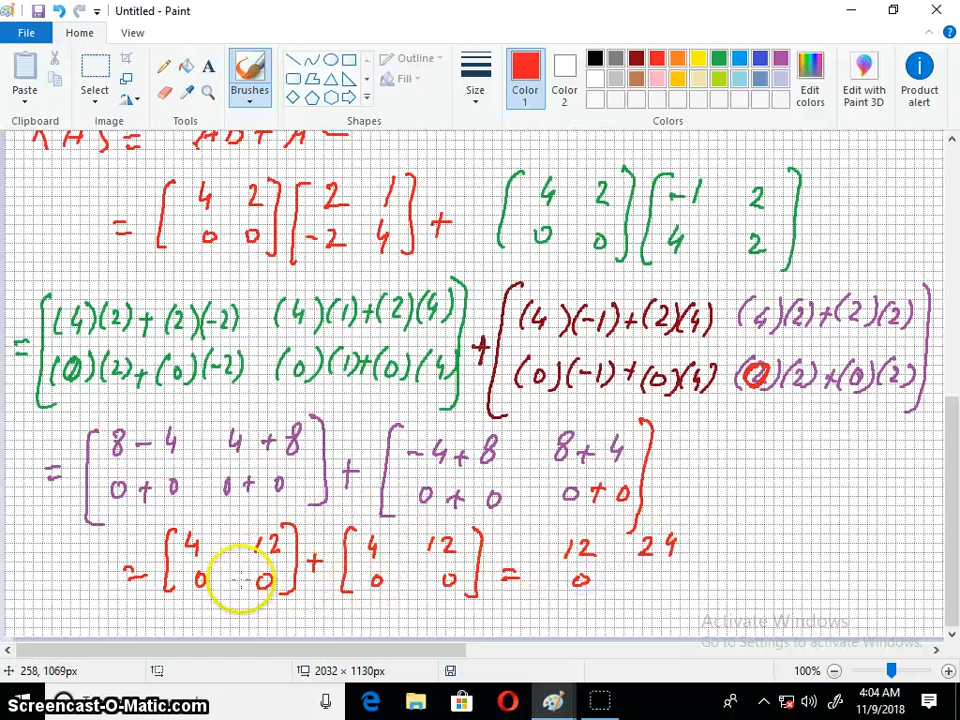 Untitled - Paint
File Home View
Paste Select Brushes Outline Fill Size Color 1 Color 2 Edit colors Edit with Paint 3D Product alert
Clipboard Image Tools Shapes Colors
= [4 2 [2 1 + [4 2 [-1 2
0 0] -2 4] 0 0] 4 2]
= [(4)(2)+(2)(-2) (4)(1)+(2)(4) + [(4)(-1)+(2)(4) (4)(2)+(2)(2)
(0)(2)+(0)(-2) (0)(1)+(0)(4)] (0)(-1)+(0)(4) (0)(2)+(0)(2)]
= [8-4 4+8 + [-4+8 8+4
0+0 0+0] 0+0 0+0]
= [4 12 + [4 12 = 12 24
0 0] 0 0] 0
Activate Windows
Go to Settings to activate Windows.
258, 1069px 2032 × 1130px 100%
Screencast-O-Matic.com
4:04 AM
11/9/2018